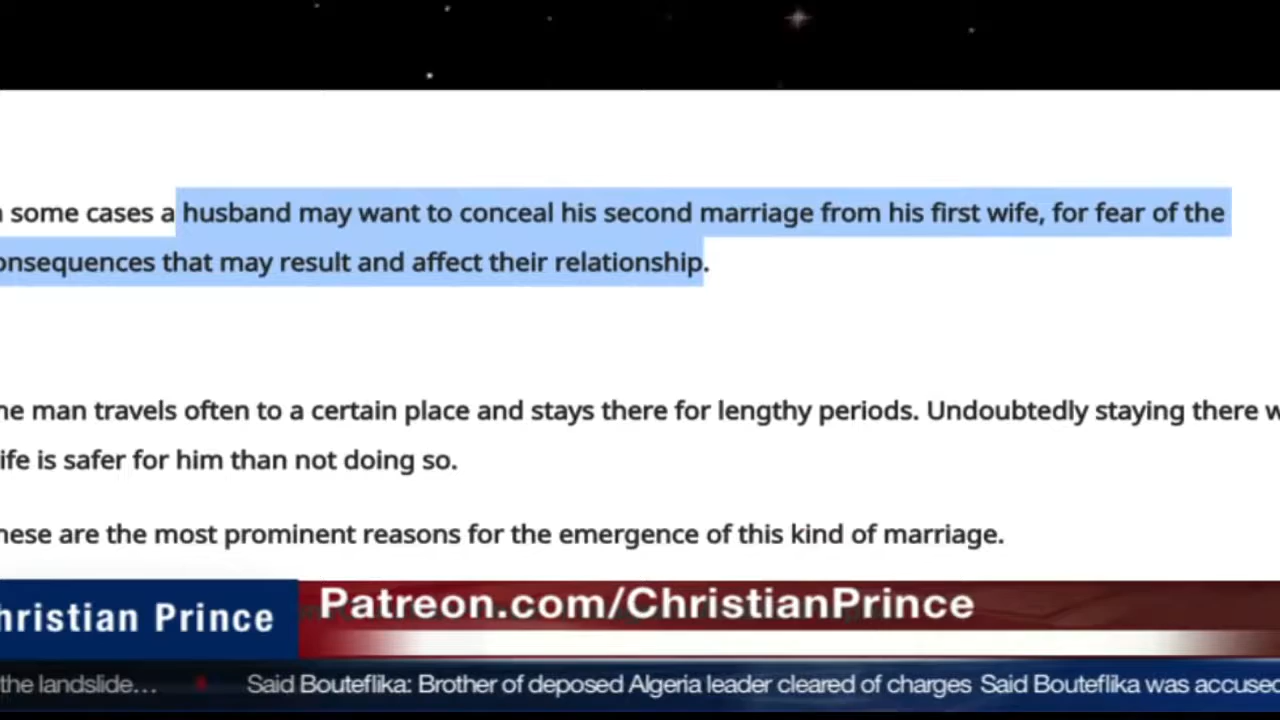 some cases a husband may want to conceal his second marriage from his first wife, for fear of the
onsequences that may result and affect their relationship.
he man travels often to a certain place and stays there for lengthy periods. Undoubtedly staying there w
ife is safer for him than not doing so.
hese are the most prominent reasons for the emergence of this kind of marriage.
hristian Prince
Patreon.com/ChristianPrince
the landslide... Said Bouteflika: Brother of deposed Algeria leader cleared of charges Said Bouteflika was accused